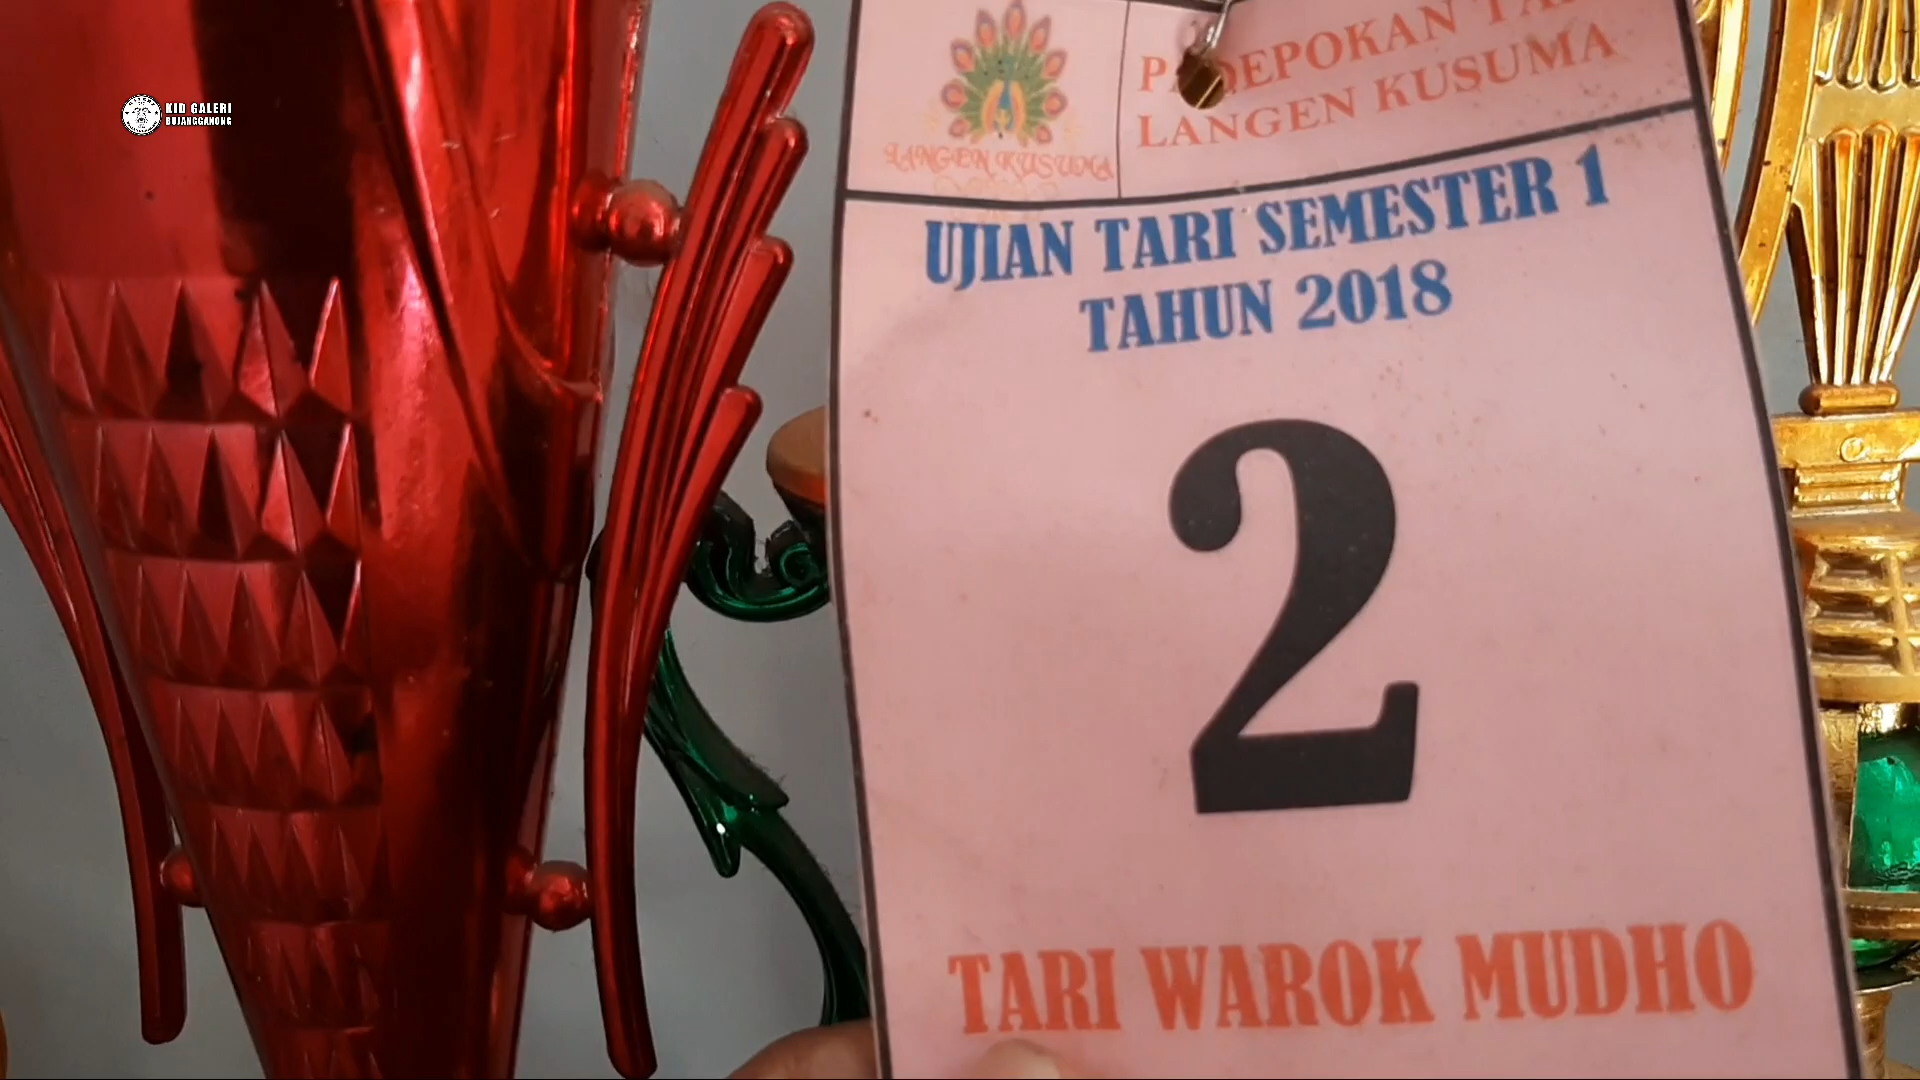 KID GALERI
BUJANGGANONG
LANGEN KUSUMA
LANGEN KUSUMA
UJIAN TARI SEMESTER 1
TAHUN 2018
2
TARI WAROK MUDHO